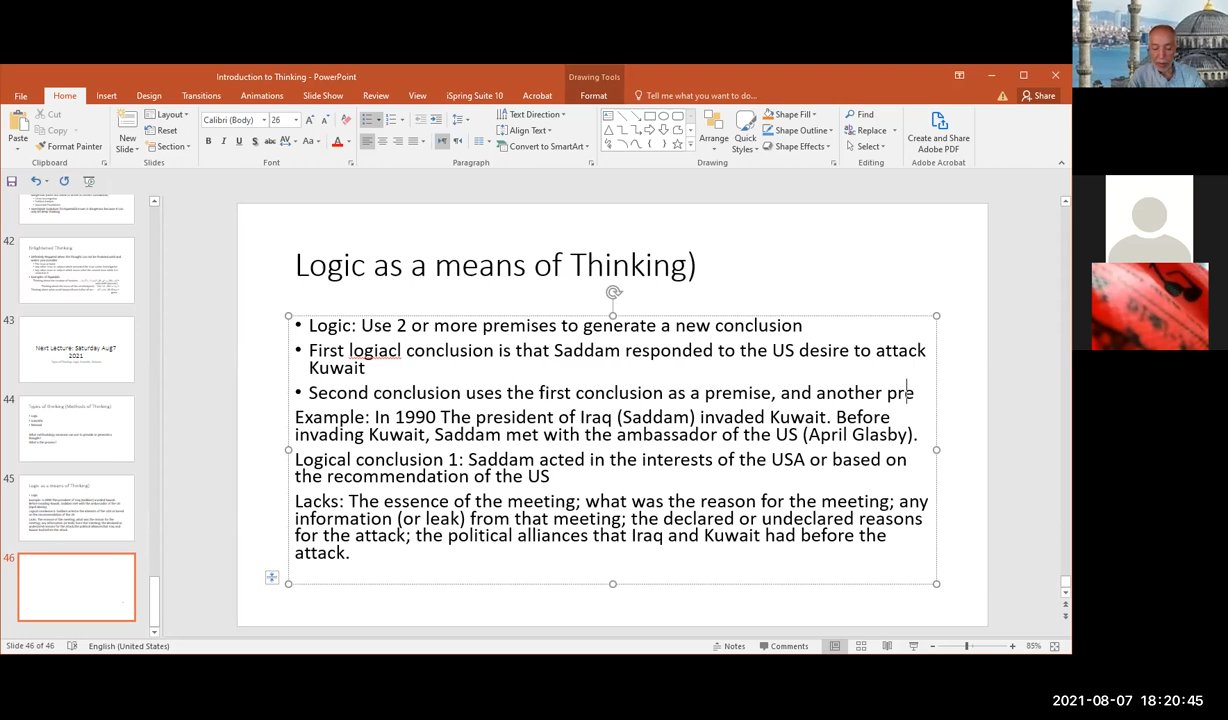 Introduction to Thinking - PowerPoint
Drawing Tools
File Home Insert Design Transitions Animations Slide Show Review View iSpring Suite 10 Acrobat Format Tell me what you want to do... Share
Paste
Cut
Copy
Format Painter
Clipboard
New Slide
Layout
Reset
Section
Slides
Calibri (Body) 26
B I U S abc AV Aa A
Font
Text Direction
Align Text
Convert to SmartArt
Paragraph
Arrange
Quick Styles
Shape Fill
Shape Outline
Shape Effects
Drawing
Find
Replace
Select
Editing
Create and Share Adobe PDF
Adobe Acrobat
42
Enlightened Thinking
43
Next Lecture: Saturday Aug7 2021
44
Types of Thinking (Methods of Thinking)
45
Logic as a means of Thinking)
46
Logic as a means of Thinking)
• Logic: Use 2 or more premises to generate a new conclusion
• First logiacl conclusion is that Saddam responded to the US desire to attack
Kuwait
• Second conclusion uses the first conclusion as a premise, and another pre
Example: In 1990 The president of Iraq (Saddam) invaded Kuwait. Before
invading Kuwait, Saddam met with the ambassador of the US (April Glasby).
Logical conclusion 1: Saddam acted in the interests of the USA or based on
the recommendation of the US
Lacks: The essence of the meeting; what was the reason for the meeting; any
information (or leak) from that meeting; the declared or undeclared reasons
for the attack; the political alliances that Iraq and Kuwait had before the
attack.
Slide 46 of 46 English (United States) Notes Comments 85%
2021-08-07 18:20:45